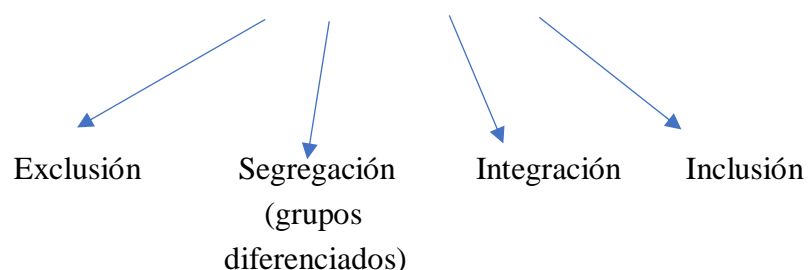 Exclusión Segregación Integración Inclusión
(grupos
diferenciados)